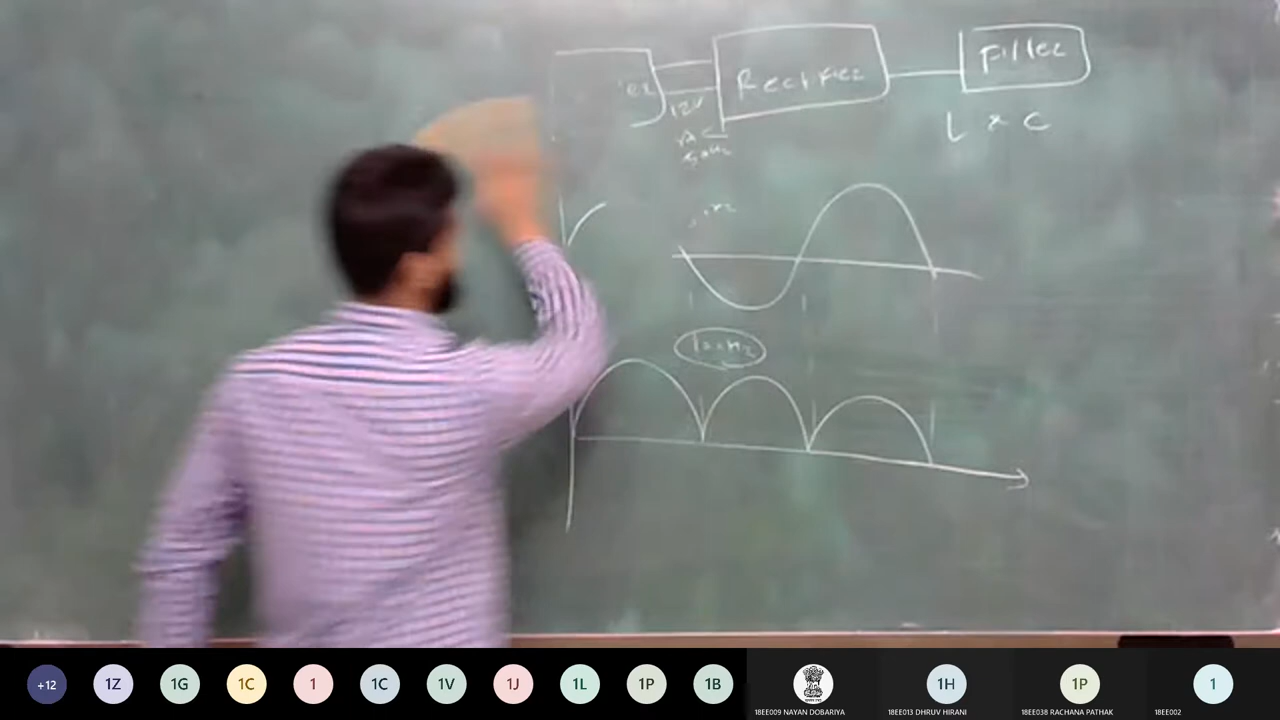 Rectifier
Filter
12V
AC
50Hz
L & C
100Hz
+12
1Z
1G
1C
1
1C
1V
1J
1L
1P
1B
1H
1P
1
18EE009 NAYAN DOBARIYA
18EE013 DHRUV HIRANI
18EE038 RACHANA PATHAK
18EE002